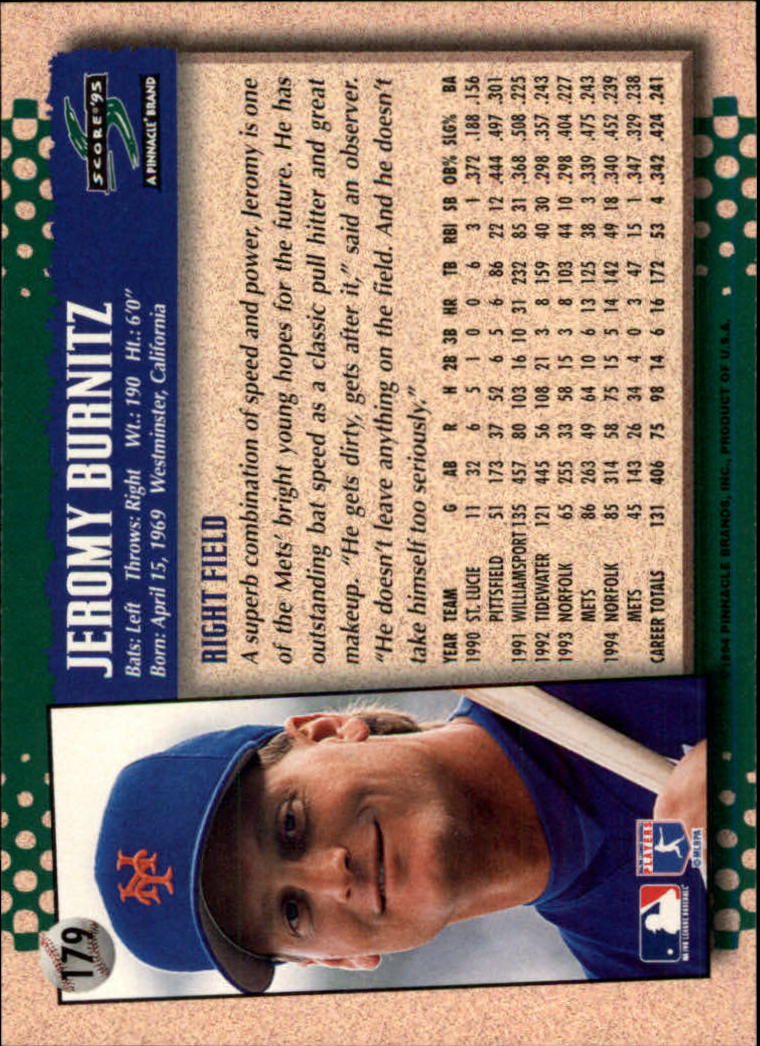 179
JEROMY BURNITZ
Bats: Left Throws: Right Wt.: 190 Ht.: 6'0"
Born: April 15, 1969 Westminster, California
SCORE '95
A PINNACLE BRAND
RIGHT FIELD
A superb combination of speed and power, Jeromy is one
of the Mets' bright young hopes for the future. He has
outstanding bat speed as a classic pull hitter and great
makeup. "He gets dirty, gets after it," said an observer.
"He doesn't leave anything on the field. And he doesn't
take himself too seriously."
YEAR TEAM G AB R H 2B 3B HR TB RBI SB OB% SLG% BA
1990 ST. LUCIE 11 32 6 5 1 0 0 6 3 1 .372 .188 .156
PITTSFIELD 51 173 37 52 6 5 6 86 22 12 .444 .497 .301
1991 WILLIAMSPORT 135 457 80 103 16 10 31 232 85 31 .368 .508 .225
1992 TIDEWATER 121 445 56 108 21 3 8 159 40 30 .298 .357 .243
1993 NORFOLK 65 255 33 58 15 3 8 103 44 10 .298 .404 .227
METS 86 263 49 64 10 6 13 125 38 3 .339 .475 .243
1994 NORFOLK 85 314 58 75 15 5 14 142 49 18 .340 .452 .239
METS 45 143 26 34 4 0 3 47 15 1 .347 .329 .238
CAREER TOTALS 131 406 75 98 14 6 16 172 53 4 .342 .424 .241
PLAYERS
©MLBPA
MAJOR LEAGUE BASEBALL
1994 PINNACLE BRANDS, INC., PRODUCT OF U.S.A.